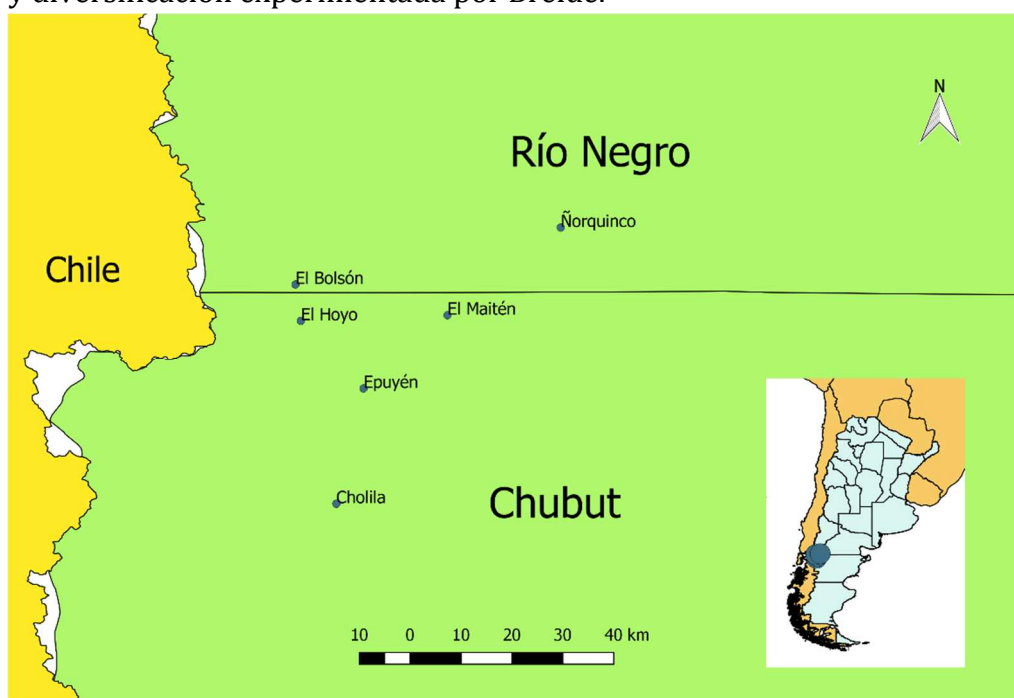 y diversificación experimentada por Breide.
N
Río Negro
Ñorquinco
Chile
El Bolsón
El Hoyo
El Maitén
Epuyén
Cholila
Chubut
10 0 10 20 30 40 km